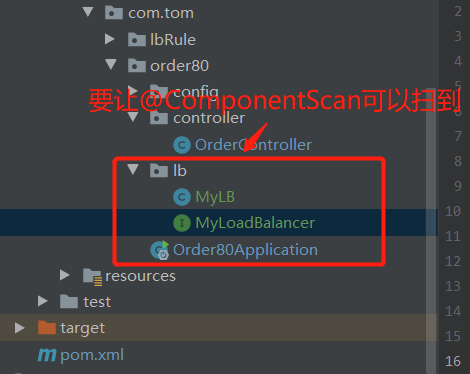 com.tom
lbRule
order80
config
要让@ComponentScan可以扫到
controller
OrderController
lb
MyLB
MyLoadBalancer
Order80Application
resources
test
target
pom.xml
2
3
4
5
6
7
8
9
10
11
12
13
14
15
16